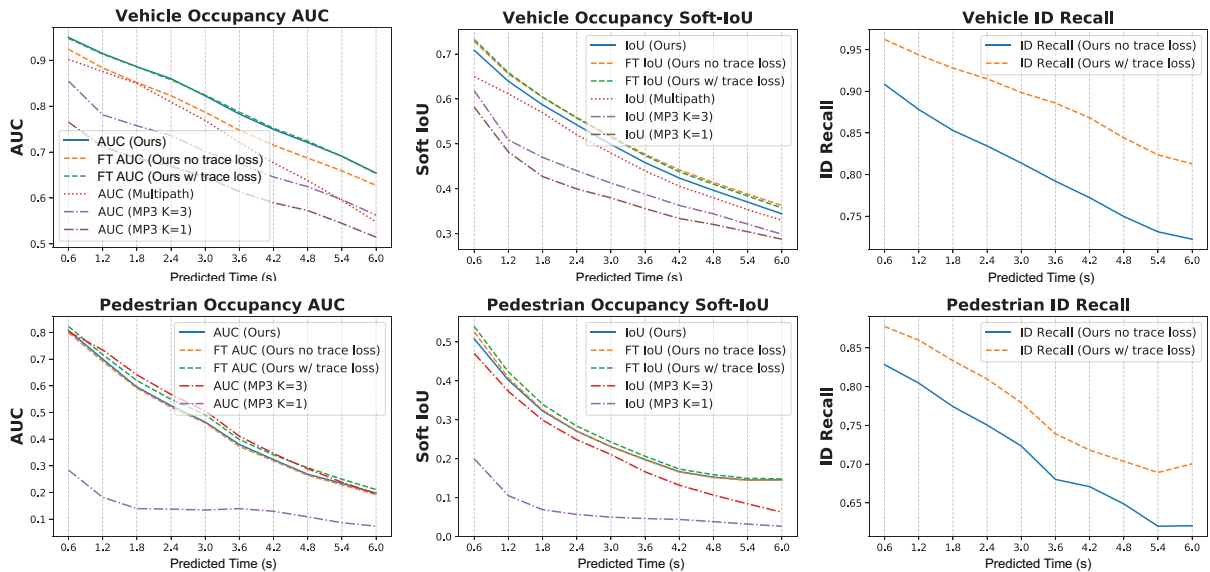 Vehicle Occupancy AUC
AUC
0.9
0.8
0.7
0.6
0.5
AUC (Ours)
FT AUC (Ours no trace loss)
FT AUC (Ours w/ trace loss)
AUC (Multipath)
AUC (MP3 K=3)
AUC (MP3 K=1)
0.6 1.2 1.8 2.4 3.0 3.6 4.2 4.8 5.4 6.0
Predicted Time (s)
Vehicle Occupancy Soft-IoU
Soft IoU
0.7
0.6
0.5
0.4
0.3
IoU (Ours)
FT IoU (Ours no trace loss)
FT IoU (Ours w/ trace loss)
IoU (Multipath)
IoU (MP3 K=3)
IoU (MP3 K=1)
0.6 1.2 1.8 2.4 3.0 3.6 4.2 4.8 5.4 6.0
Predicted Time (s)
Vehicle ID Recall
ID Recall
0.95
0.90
0.85
0.80
0.75
ID Recall (Ours no trace loss)
ID Recall (Ours w/ trace loss)
0.6 1.2 1.8 2.4 3.0 3.6 4.2 4.8 5.4 6.0
Predicted Time (s)
Pedestrian Occupancy AUC
AUC
0.8
0.7
0.6
0.5
0.4
0.3
0.2
0.1
AUC (Ours)
FT AUC (Ours no trace loss)
FT AUC (Ours w/ trace loss)
AUC (MP3 K=3)
AUC (MP3 K=1)
0.6 1.2 1.8 2.4 3.0 3.6 4.2 4.8 5.4 6.0
Predicted Time (s)
Pedestrian Occupancy Soft-IoU
Soft IoU
0.5
0.4
0.3
0.2
0.1
0.0
IoU (Ours)
FT IoU (Ours no trace loss)
FT IoU (Ours w/ trace loss)
IoU (MP3 K=3)
IoU (MP3 K=1)
0.6 1.2 1.8 2.4 3.0 3.6 4.2 4.8 5.4 6.0
Predicted Time (s)
Pedestrian ID Recall
ID Recall
0.85
0.80
0.75
0.70
0.65
ID Recall (Ours no trace loss)
ID Recall (Ours w/ trace loss)
0.6 1.2 1.8 2.4 3.0 3.6 4.2 4.8 5.4 6.0
Predicted Time (s)